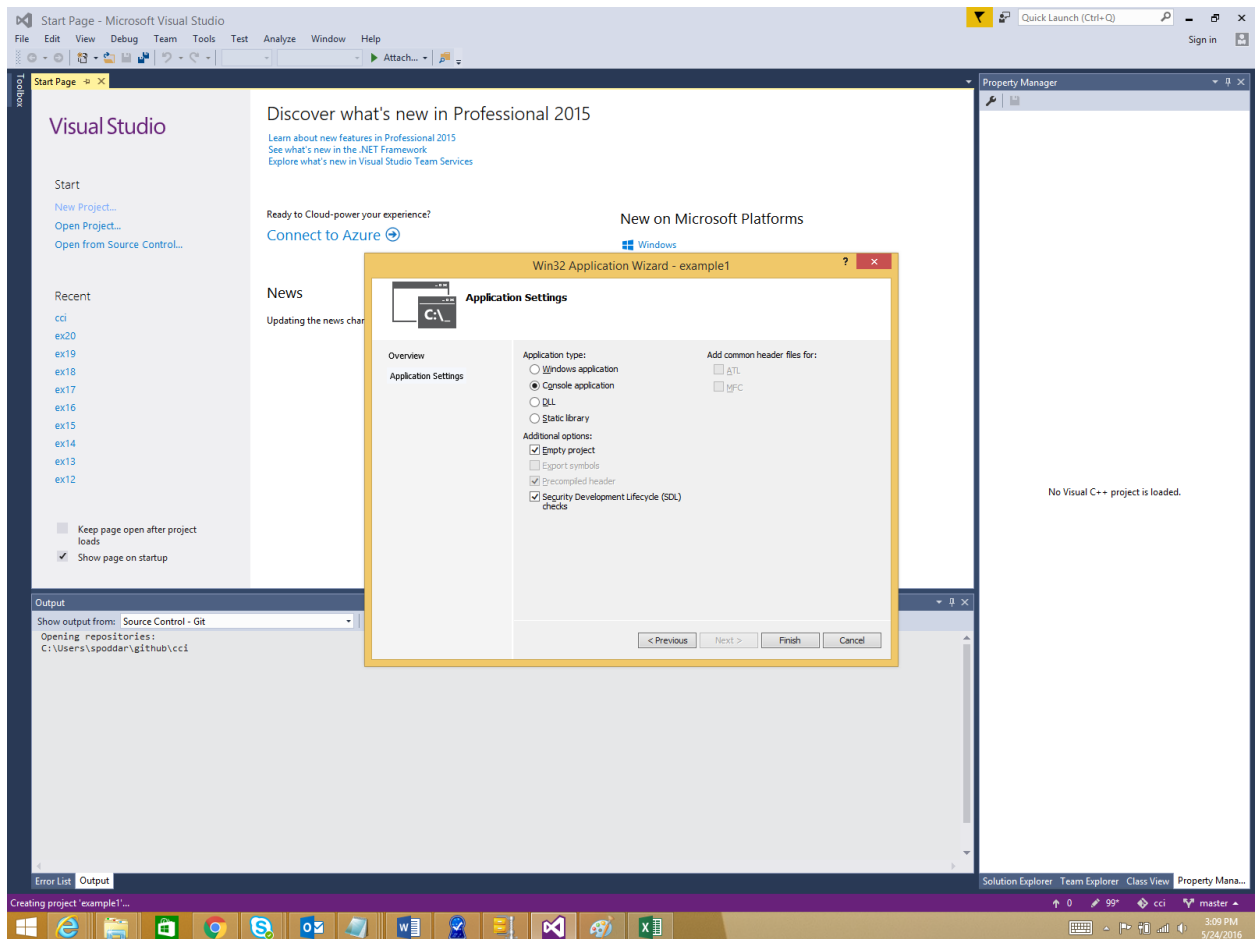 Start Page - Microsoft Visual Studio
Quick Launch (Ctrl+Q)
File Edit View Debug Team Tools Test Analyze Window Help
Sign in
Attach...
Toolbox
Start Page
Property Manager
Visual Studio
Discover what's new in Professional 2015
Learn about new features in Professional 2015
See what's new in the .NET Framework
Explore what's new in Visual Studio Team Services
Start
New Project...
Open Project...
Open from Source Control...
Ready to Cloud-power your experience?
Connect to Azure
New on Microsoft Platforms
Windows
Recent
cci
ex20
ex19
ex18
ex17
ex16
ex15
ex14
ex13
ex12
News
Updating the news char
Keep page open after project
loads
Show page on startup
Win32 Application Wizard - example1
?
C:\_
Application Settings
Overview
Application Settings
Application type:
Windows application
Console application
DLL
Static library
Additional options:
Empty project
Export symbols
Precompiled header
Security Development Lifecycle (SDL)
checks
Add common header files for:
ATL
MFC
< Previous
Next >
Finish
Cancel
No Visual C++ project is loaded.
Output
Show output from: Source Control - Git
Opening repositories:
C:\Users\spoddar\github\cci
Error List Output
Solution Explorer Team Explorer Class View Property Mana...
Creating project 'example1'...
0 99+ cci master
3:09 PM
5/24/2016